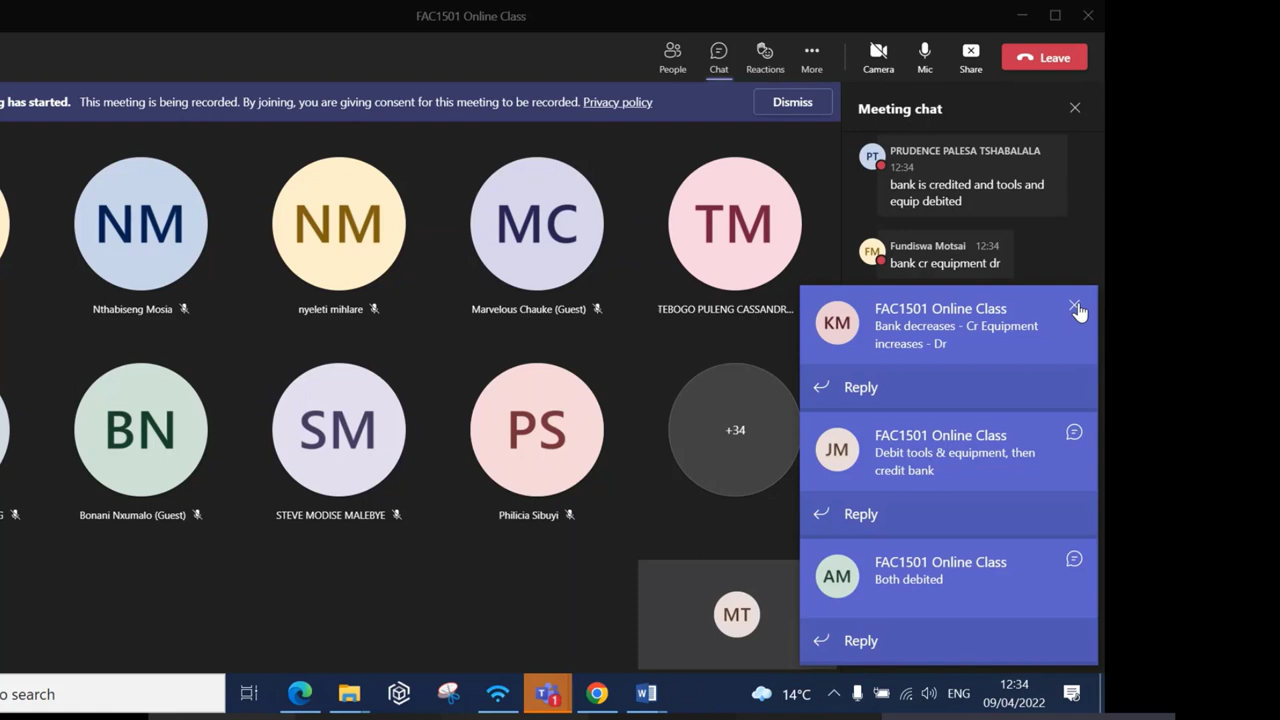 FAC1501 Online Class
People
Chat
Reactions
More
Camera
Mic
Share
Leave
g has started. This meeting is being recorded. By joining, you are giving consent for this meeting to be recorded. Privacy policy
Dismiss
Meeting chat
PT
PRUDENCE PALESA TSHABALALA
12:34
bank is credited and tools and
equip debited
FM
Fundiswa Motsai 12:34
bank cr equipment dr
NM
NM
MC
TM
Nthabiseng Mosia
nyeleti mihlare
Marvelous Chauke (Guest)
TEBOGO PULENG CASSANDR...
KM
FAC1501 Online Class
Bank decreases - Cr Equipment
increases - Dr
Reply
BN
SM
PS
+34
JM
FAC1501 Online Class
Debit tools & equipment, then
credit bank
Reply
G
Bonani Nxumalo (Guest)
STEVE MODISE MALEBYE
Philicia Sibuyi
AM
FAC1501 Online Class
Both debited
Reply
MT
o search
1
14°C
ENG
12:34
09/04/2022